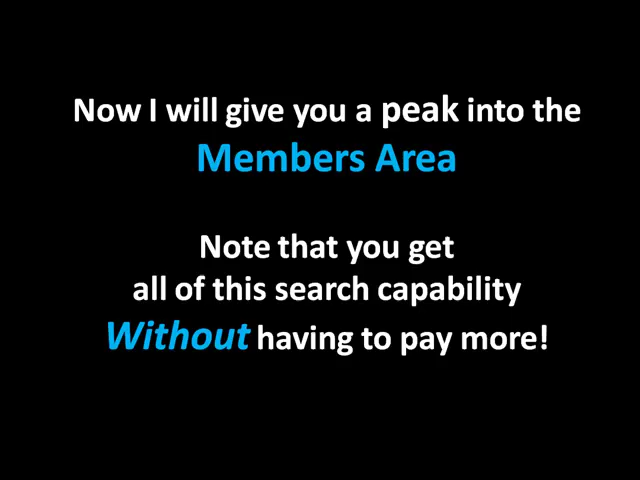 Now I will give you a peak into the
Members Area
Note that you get
all of this search capability
Without having to pay more!